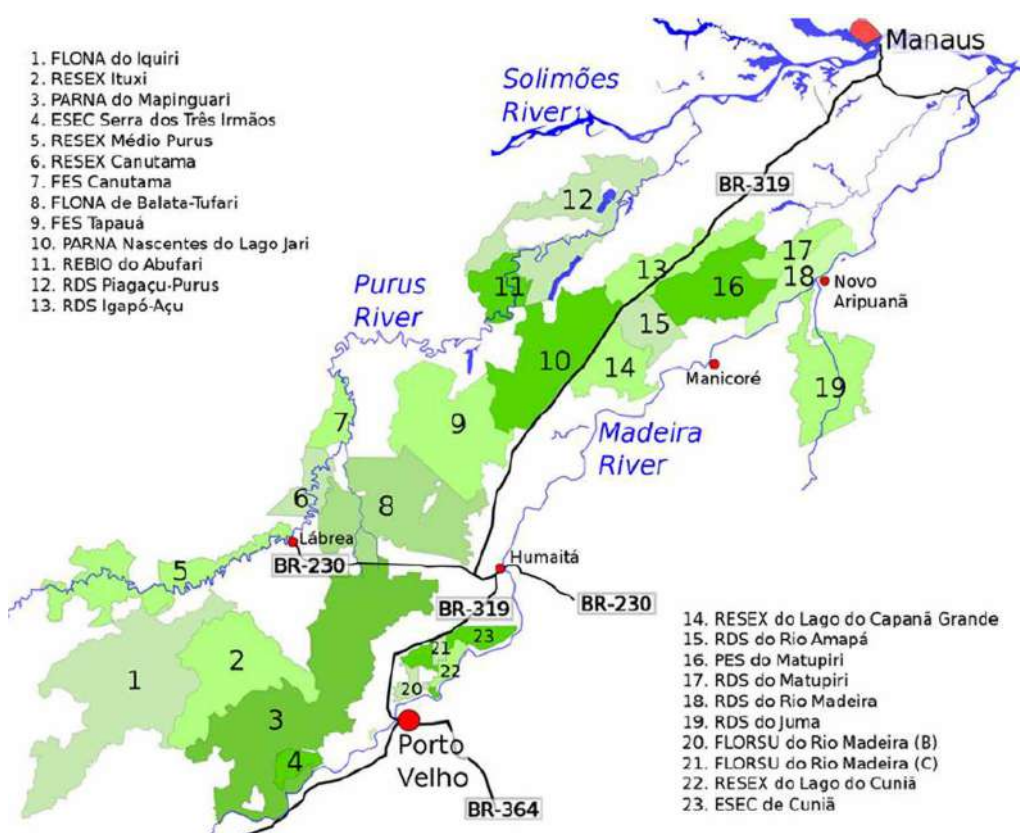 1. FLONA do Iquiri
2. RESEX Ituxi
3. PARNA do Mapinguari
4. ESEC Serra dos Três Irmãos
5. RESEX Médio Purus
6. RESEX Canutama
7. FES Canutama
8. FLONA de Balata-Tufari
9. FES Tapauá
10. PARNA Nascentes do Lago Jari
11. REBIO do Abufari
12. RDS Piagaçu-Purus
13. RDS Igapó-Açu
Manaus
Solimões
River
BR-319
12
17
13
18
11
16
Novo
Aripuanã
Purus
River
15
10
14
Manicoré
19
7
9
Madeira
River
6
8
Lábrea
BR-230
Humaitá
5
BR-319
BR-230
23
21
22
2
1
20
3
4
Porto
Velho
BR-364
14. RESEX do Lago do Capanã Grande
15. RDS do Rio Amapá
16. PES do Matupiri
17. RDS do Matupiri
18. RDS do Rio Madeira
19. RDS do Juma
20. FLORSU do Rio Madeira (B)
21. FLORSU do Rio Madeira (C)
22. RESEX do Lago do Cuniã
23. ESEC de Cuniã